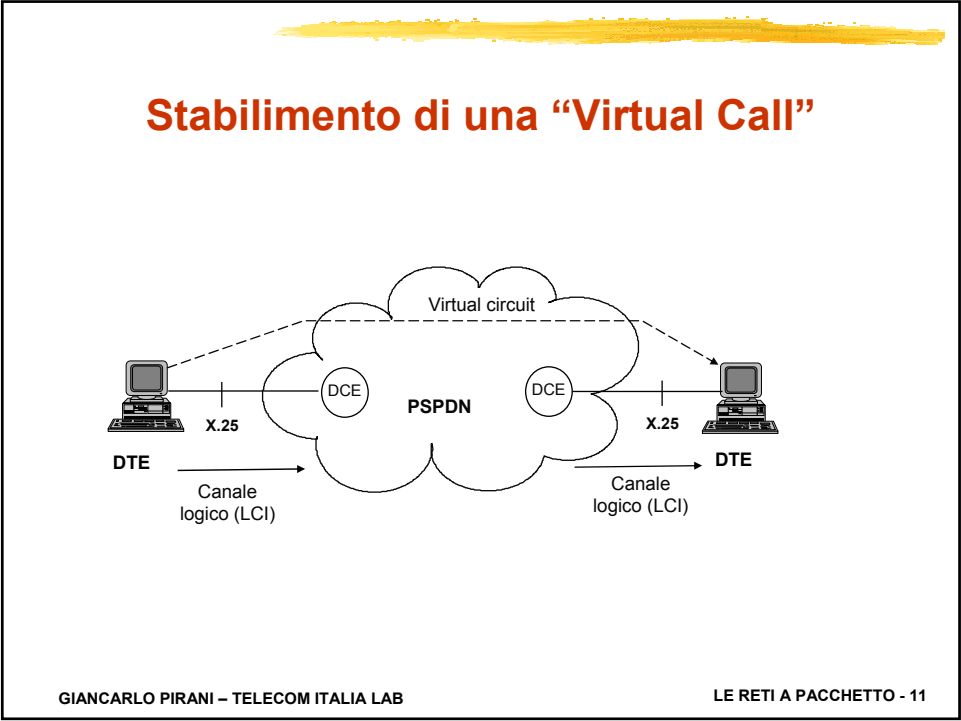 Stabilimento di una “Virtual Call”
Virtual circuit
DCE
DCE
PSPDN
X.25
X.25
DTE
DTE
Canale
logico (LCI)
Canale
logico (LCI)
GIANCARLO PIRANI – TELECOM ITALIA LAB
LE RETI A PACCHETTO - 11